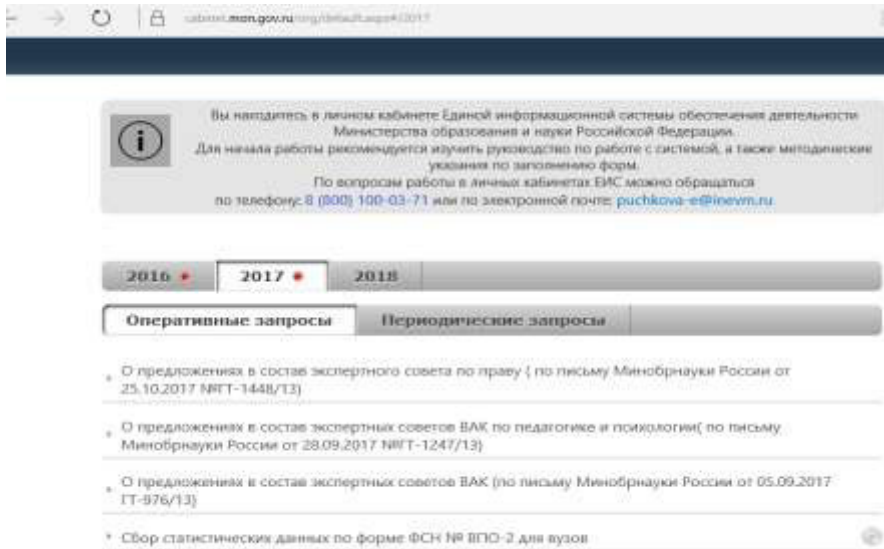 cabinet.mon.gov.ru/
Вы находитесь в личном кабинете Единой информационной системы обеспечения деятельности
Министерства образования и науки Российской Федерации.
Для начала работы рекомендуется изучить руководство по работе с системой, а также методические
указания по заполнению форм.
По вопросам работы в личных кабинетах ЕИС можно обращаться
по телефону: 8 (800) 100-03-71 или по электронной почте: puchkova-e@inevm.ru
2016 2017 2018
Оперативные запросы Периодические запросы
О предложениях в состав экспертного совета по праву ( по письму Минобрнауки России от
25.10.2017 №ГТ-1448/13)
О предложениях в состав экспертных советов ВАК по педагогике и психологии( по письму
Минобрнауки России от 28.09.2017 №ГТ-1247/13)
О предложениях в состав экспертных советов ВАК (по письму Минобрнауки России от 05.09.2017
ГТ-976/13)
Сбор статистических данных по форме ФСН № ВПО-2 для вузов